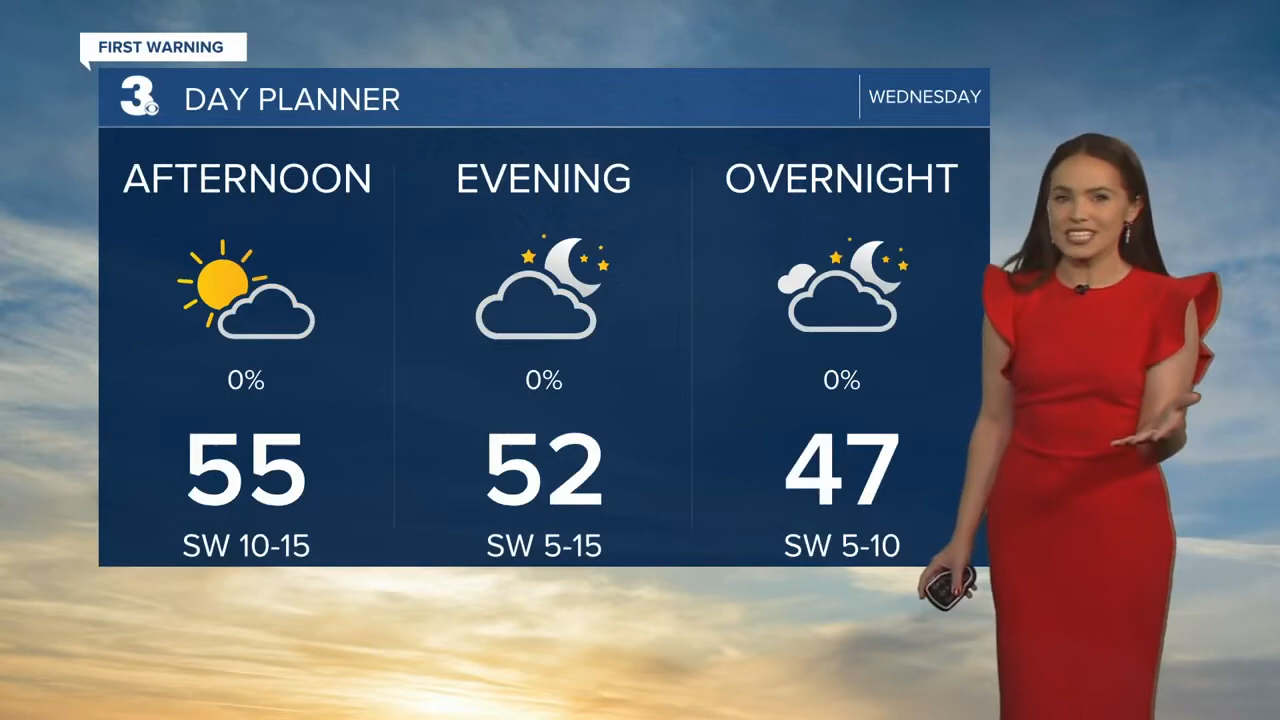 FIRST WARNING
3 DAY PLANNER
WEDNESDAY
AFTERNOON
EVENING
OVERNIGHT
0%
0%
0%
55
52
47
SW 10-15
SW 5-15
SW 5-10